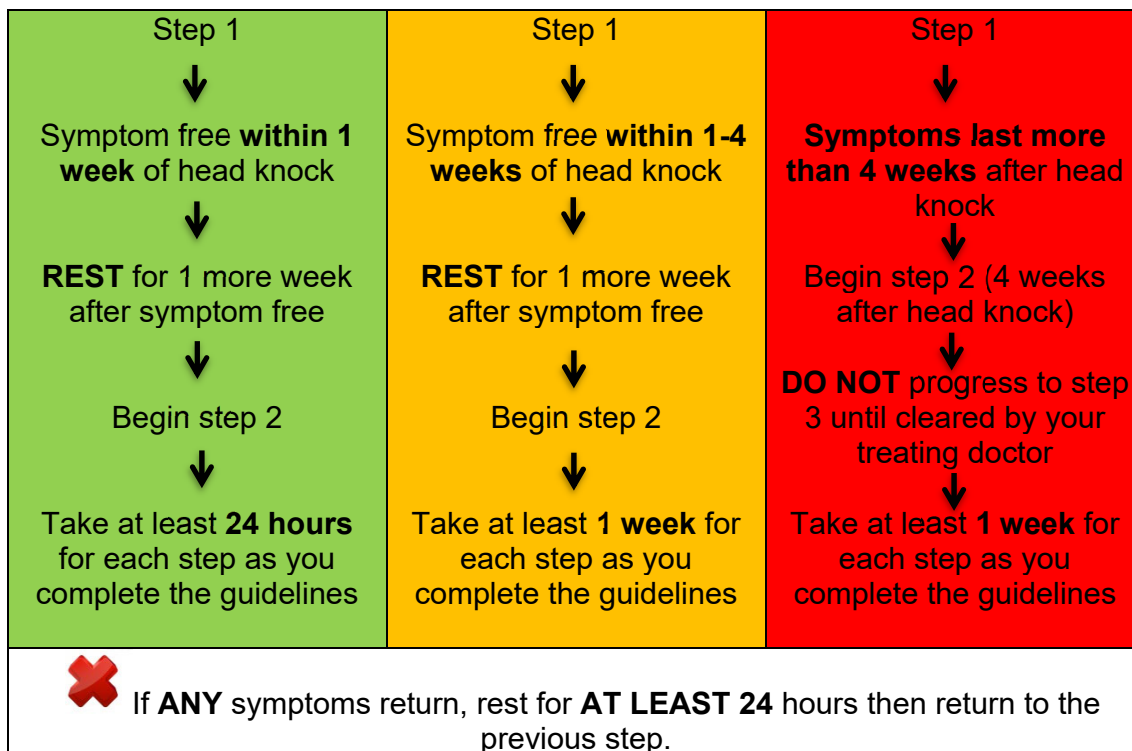 Step 1
Symptom free within 1
week of head knock
REST for 1 more week
after symptom free
Begin step 2
Take at least 24 hours
for each step as you
complete the guidelines
Step 1
Symptom free within 1-4
weeks of head knock
REST for 1 more week
after symptom free
Begin step 2
Take at least 1 week for
each step as you
complete the guidelines
Step 1
Symptoms last more
than 4 weeks after head
knock
Begin step 2 (4 weeks
after head knock)
DO NOT progress to step
3 until cleared by your
treating doctor
Take at least 1 week for
each step as you
complete the guidelines
If ANY symptoms return, rest for AT LEAST 24 hours then return to the
previous step.